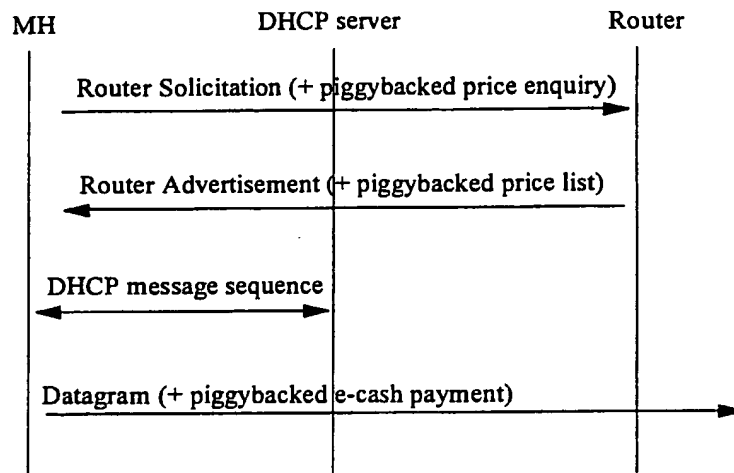 MH
DHCP server
Router
Router Solicitation (+ piggybacked price enquiry)
Router Advertisement (+ piggybacked price list)
DHCP message sequence
Datagram (+ piggybacked e-cash payment)